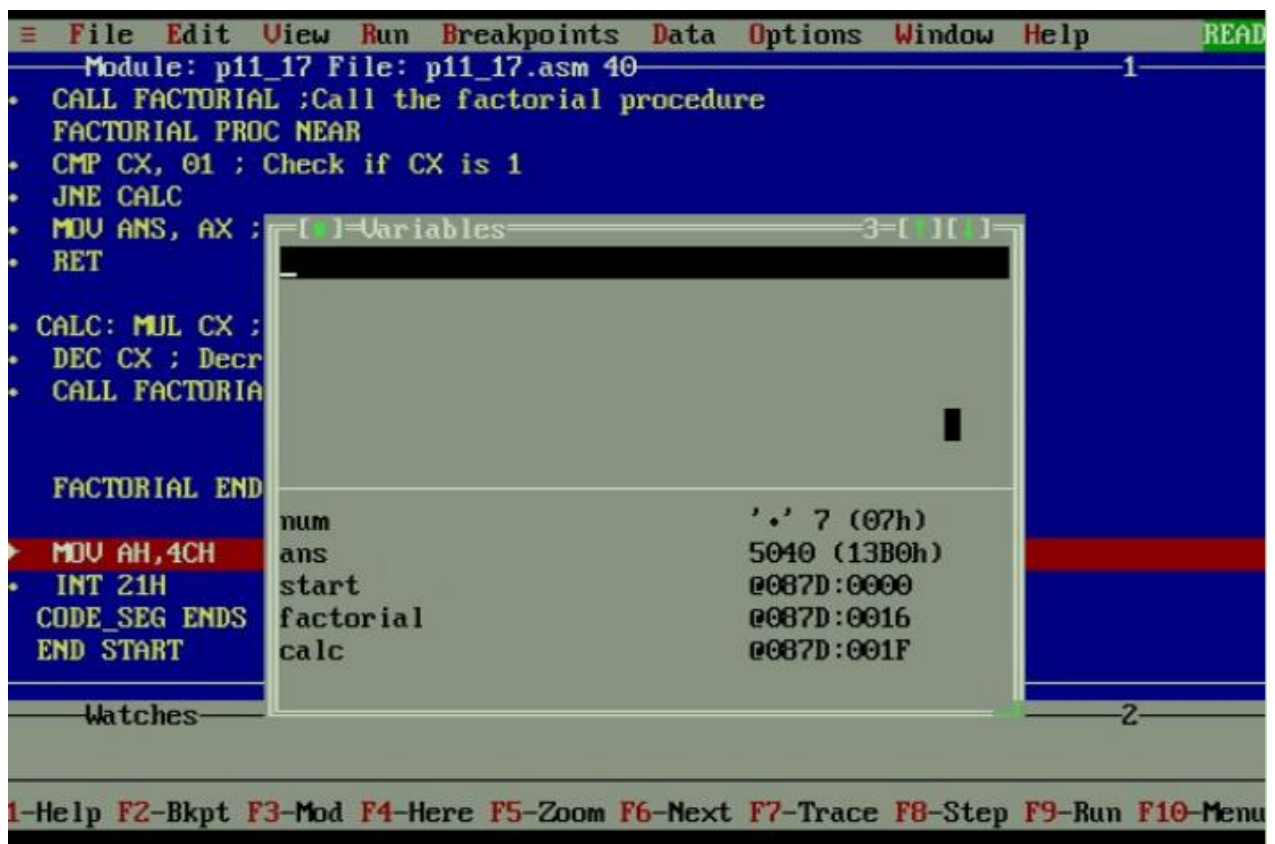 ≡ File Edit View Run Breakpoints Data Options Window Help READ
Module: p11_17 File: p11_17.asm 40 1
CALL FACTORIAL ;Call the factorial procedure
FACTORIAL PROC NEAR
CMP CX, 01 ; Check if CX is 1
JNE CALC
MOV ANS, AX ;
RET
CALC: MUL CX ;
DEC CX ; Decr
CALL FACTORIA
FACTORIAL END
MOV AH,4CH
INT 21H
CODE_SEG ENDS
END START
[■]=Variables 3=[↑][↓]
num '•' 7 (07h)
ans 5040 (13B0h)
start @087D:0000
factorial @087D:0016
calc @087D:001F
Watches 2
1-Help F2-Bkpt F3-Mod F4-Here F5-Zoom F6-Next F7-Trace F8-Step F9-Run F10-Menu